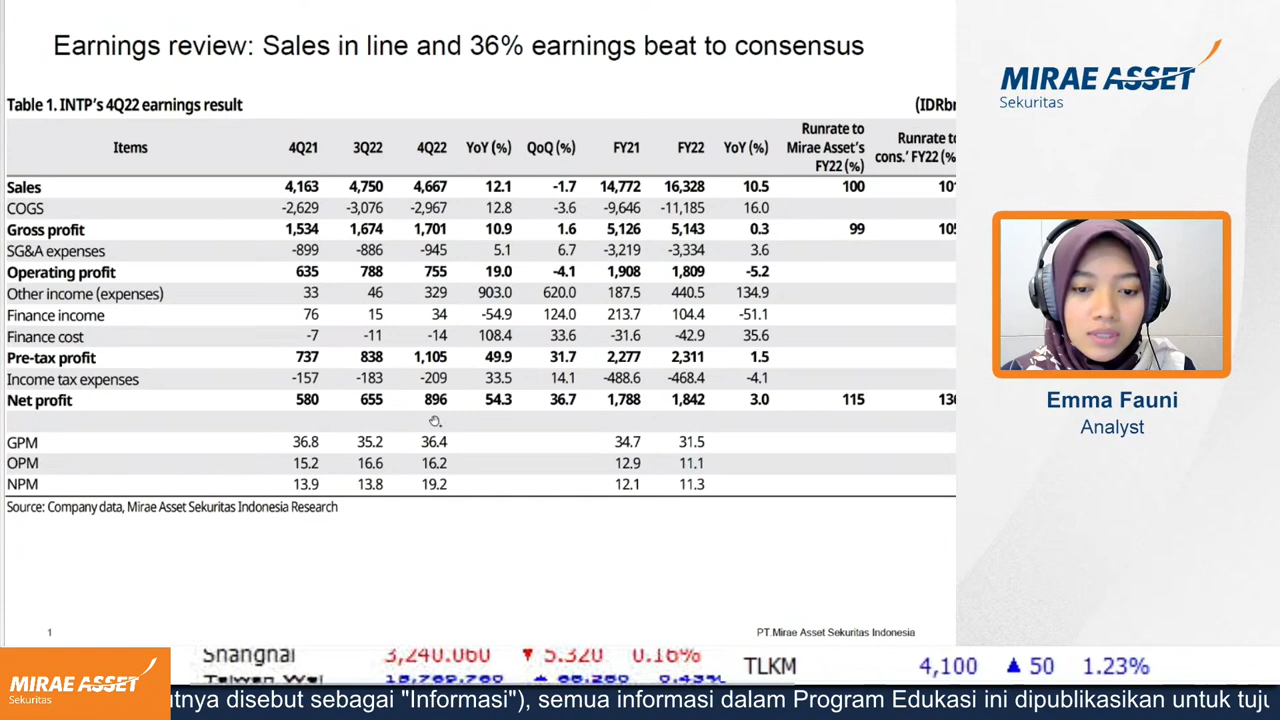 Earnings review: Sales in line and 36% earnings beat to consensus
MIRAE ASSET
Sekuritas
Table 1. INTP's 4Q22 earnings result (IDRbn
Items 4Q21 3Q22 4Q22 YoY (%) QoQ (%) FY21 FY22 YoY (%) Runrate to Mirae Asset's FY22 (%) Runrate to cons.' FY22 (%
Sales 4,163 4,750 4,667 12.1 -1.7 14,772 16,328 10.5 100 101
COGS -2,629 -3,076 -2,967 12.8 -3.6 -9,646 -11,185 16.0
Gross profit 1,534 1,674 1,701 10.9 1.6 5,126 5,143 0.3 99 105
SG&A expenses -899 -886 -945 5.1 6.7 -3,219 -3,334 3.6
Operating profit 635 788 755 19.0 -4.1 1,908 1,809 -5.2
Other income (expenses) 33 46 329 903.0 620.0 187.5 440.5 134.9
Finance income 76 15 34 -54.9 124.0 213.7 104.4 -51.1
Finance cost -7 -11 -14 108.4 33.6 -31.6 -42.9 35.6
Pre-tax profit 737 838 1,105 49.9 31.7 2,277 2,311 1.5
Income tax expenses -157 -183 -209 33.5 14.1 -488.6 -468.4 -4.1
Net profit 580 655 896 54.3 36.7 1,788 1,842 3.0 115 136
GPM 36.8 35.2 36.4 34.7 31.5
OPM 15.2 16.6 16.2 12.9 11.1
NPM 13.9 13.8 19.2 12.1 11.3
Source: Company data, Mirae Asset Sekuritas Indonesia Research
Emma Fauni
Analyst
1 PT.Mirae Asset Sekuritas Indonesia
Shanghai 3,240.060 ▼ 5.320 0.16%
TLKM 4,100 ▲ 50 1.23%
MIRAE ASSET
Sekuritas
utnya disebut sebagai "Informasi"), semua informasi dalam Program Edukasi ini dipublikasikan untuk tuju